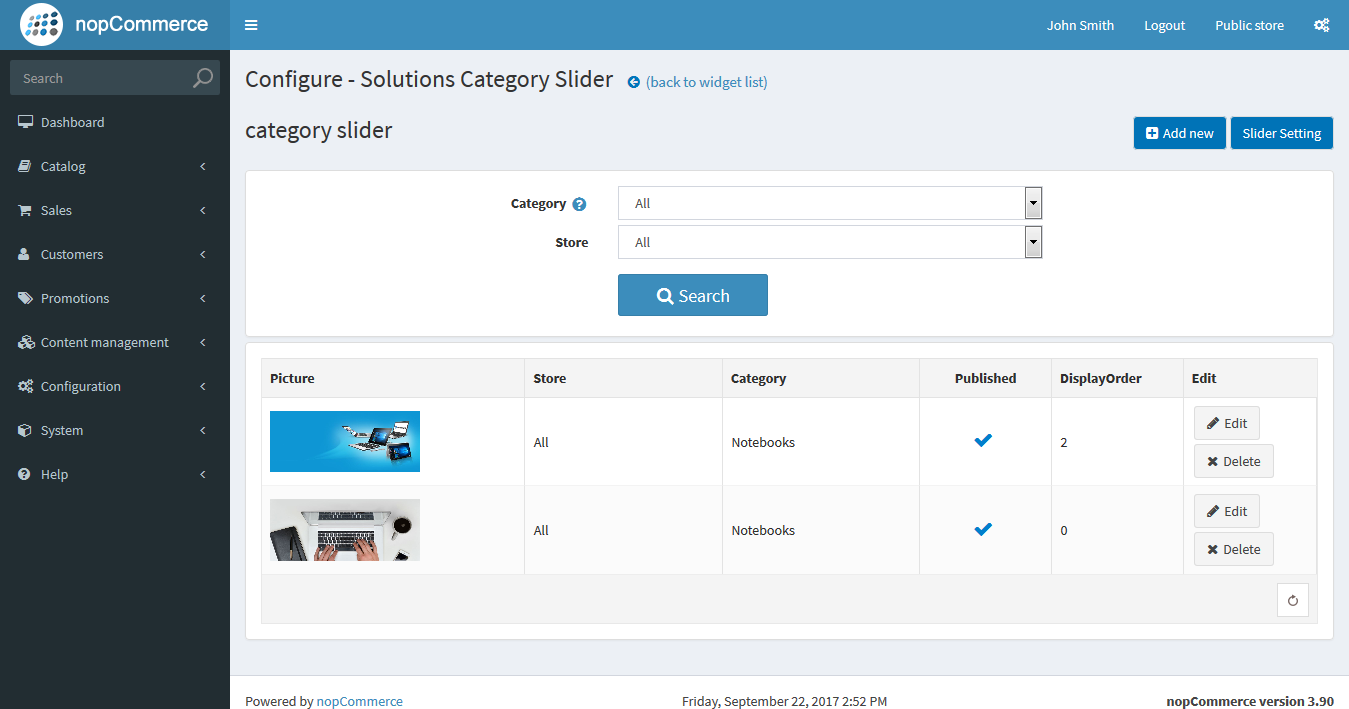 nopCommerce
John Smith Logout Public store
Search
Configure - Solutions Category Slider (back to widget list)
Dashboard
Catalog
Sales
Customers
Promotions
Content management
Configuration
System
Help
category slider
Add new Slider Setting
Category All
Store All
Search
Picture Store Category Published DisplayOrder Edit
All Notebooks 2 Edit
Delete
All Notebooks 0 Edit
Delete
Powered by nopCommerce Friday, September 22, 2017 2:52 PM nopCommerce version 3.90